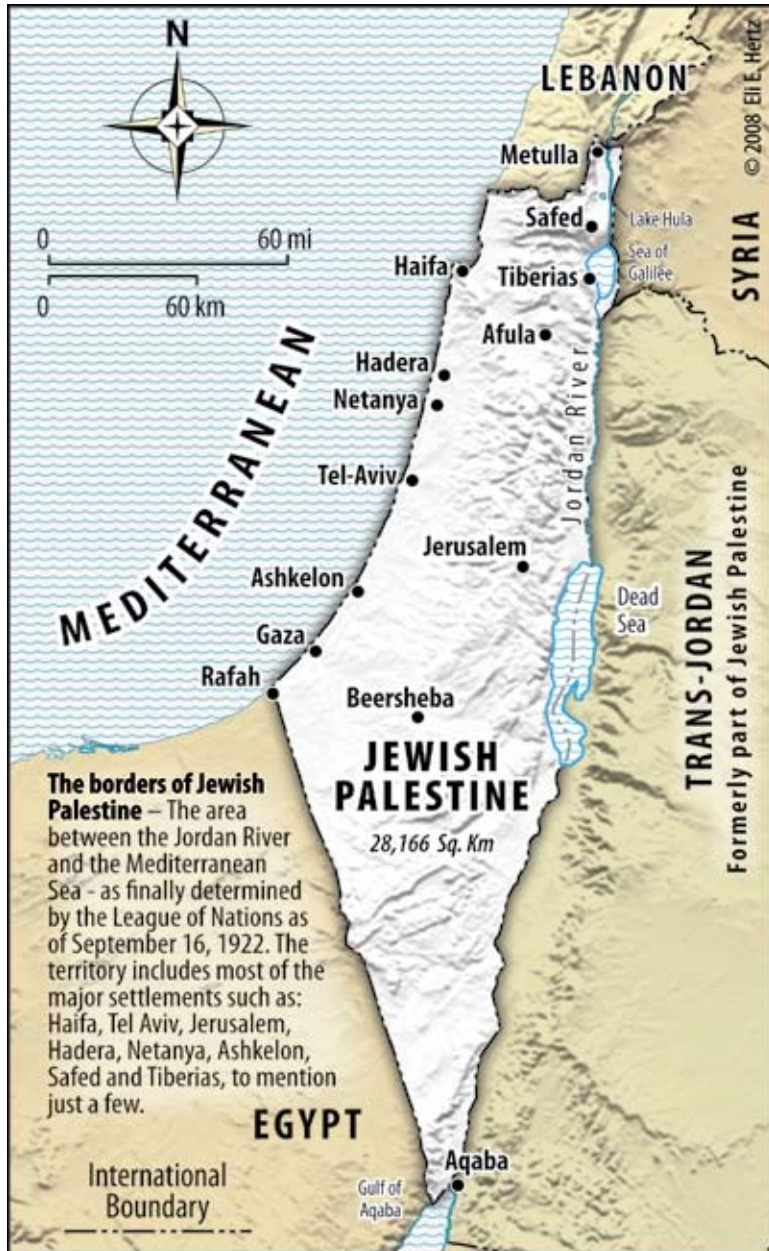 N
LEBANON
© 2008 Eli E. Hertz
Metulla
0 60 mi
0 60 km
Safed
Lake Hula
Sea of
Galilee
SYRIA
Haifa
Tiberias
Afula
MEDITERRANEAN
Hadera
Netanya
Jordan River
Tel-Aviv
Jerusalem
Ashkelon
Dead
Sea
TRANS-JORDAN
Formerly part of Jewish Palestine
Gaza
Rafah
Beersheba
JEWISH
PALESTINE
28,166 Sq. Km
The borders of Jewish
Palestine – The area
between the Jordan River
and the Mediterranean
Sea - as finally determined
by the League of Nations as
of September 16, 1922. The
territory includes most of the
major settlements such as:
Haifa, Tel Aviv, Jerusalem,
Hadera, Netanya, Ashkelon,
Safed and Tiberias, to mention
just a few.
EGYPT
Aqaba
Gulf of
Aqaba
International
Boundary